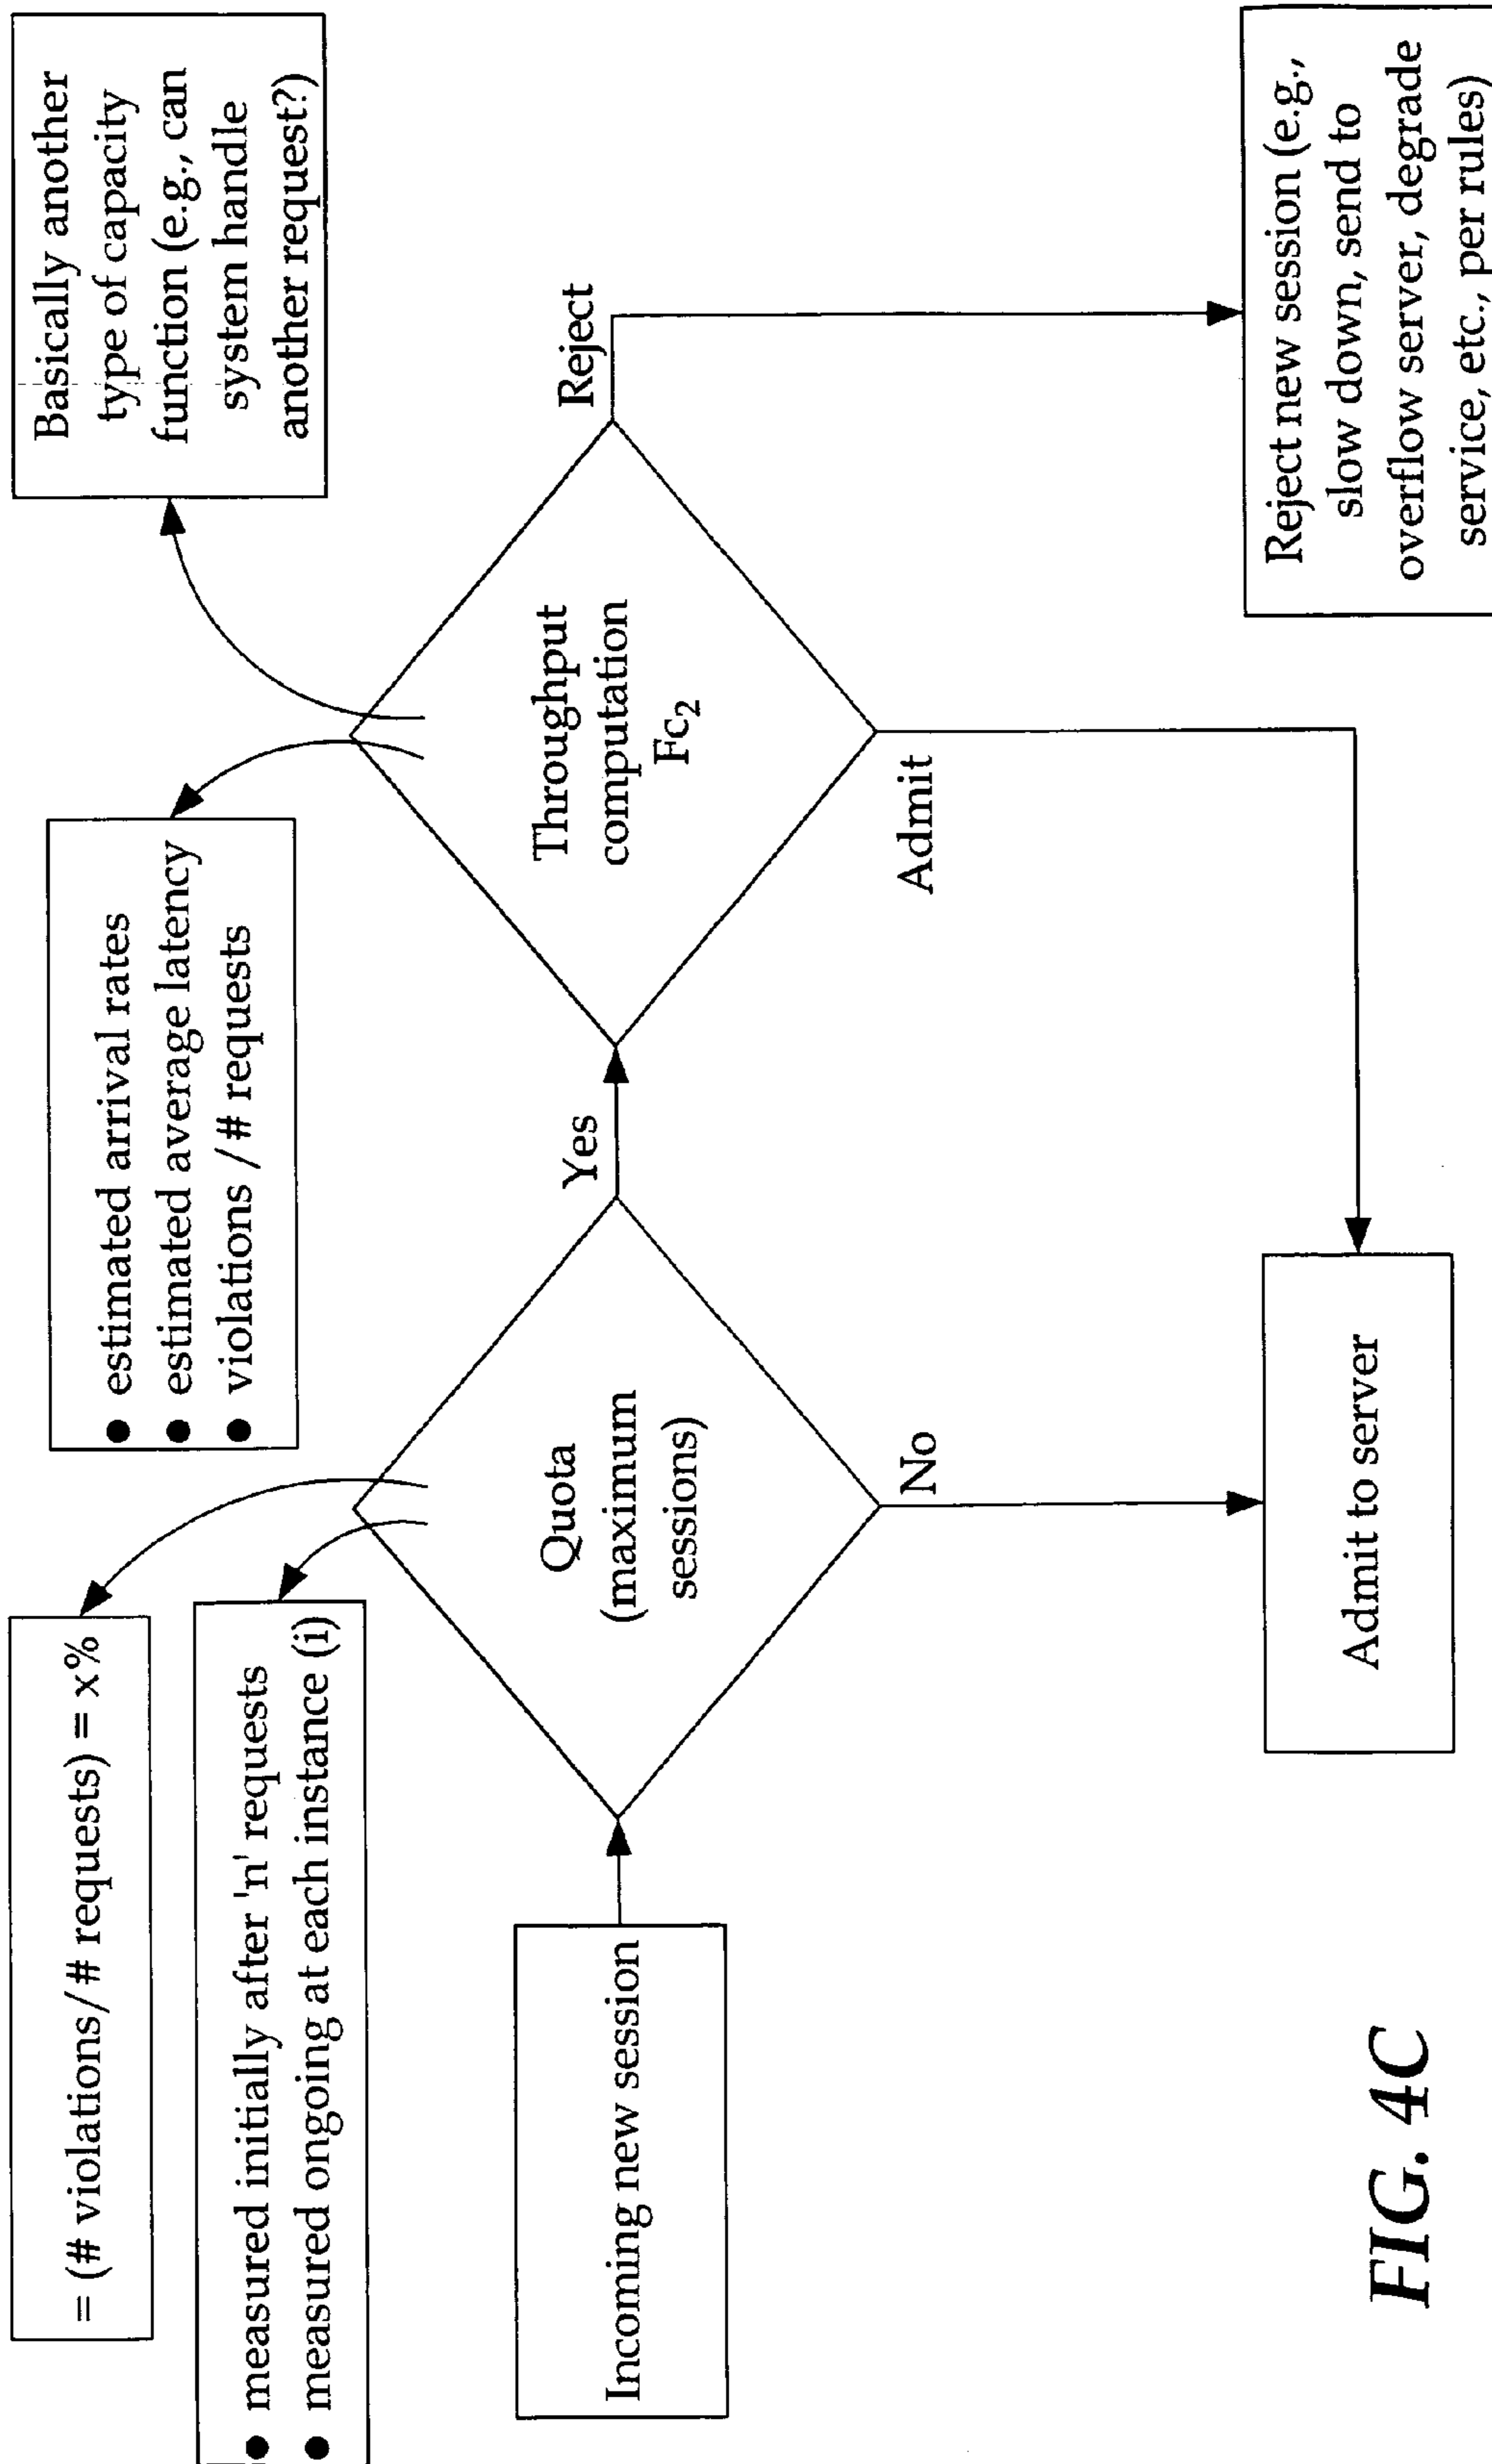 = (# violations/# requests) = x%
● measured initially after 'n' requests
● measured ongoing at each instance (i)
● estimated arrival rates
● estimated average latency
● violations /# requests
Basically another
type of capacity
function (e.g., can
system handle
another request?)
Incoming new session
Quota
(maximum
sessions)
Yes
No
Throughput
computation
Fc2
Reject
Admit
Admit to server
Reject new session (e.g.,
slow down, send to
overflow server, degrade
service, etc., per rules)
FIG. 4C